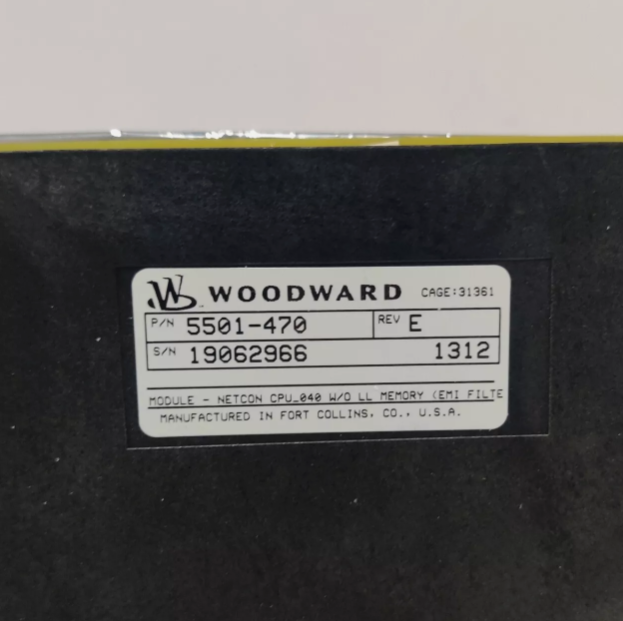 W WOODWARD CAGE:31361
P/N 5501-470 REV E
S/N 19062966 1312
MODULE - NETCON CPU_040 W/O LL MEMORY (EMI FILTE
MANUFACTURED IN FORT COLLINS, CO., U.S.A.